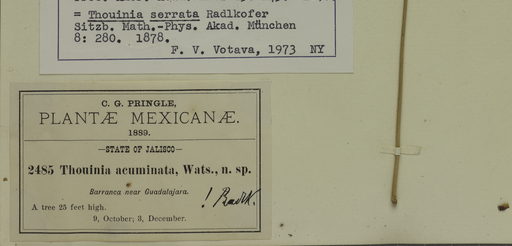 = Thouinia serrata Radlkofer
Sitzb. Math.-Phys. Akad. München
8: 280. 1878.
F. V. Votava, 1973 NY
C. G. PRINGLE,
PLANTÆ MEXICANÆ.
1889.
—STATE OF JALISCO—
2485 Thouinia acuminata, Wats., n. sp.
Barranca near Guadalajara.
! Radlk.
A tree 25 feet high.
9, October; 3, December.